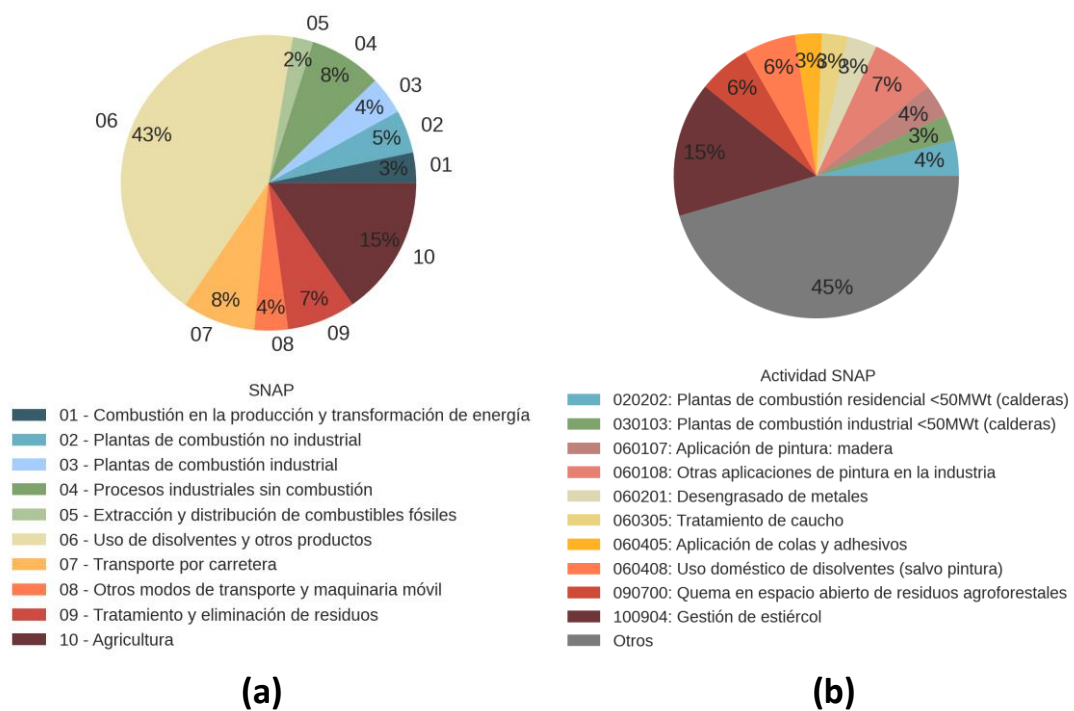 05
04
03
02
01
06
07
08
09
10
2%
8%
4%
5%
3%
43%
8%
4%
7%
15%
SNAP
01 - Combustión en la producción y transformación de energía
02 - Plantas de combustión no industrial
03 - Plantas de combustión industrial
04 - Procesos industriales sin combustión
05 - Extracción y distribución de combustibles fósiles
06 - Uso de disolventes y otros productos
07 - Transporte por carretera
08 - Otros modos de transporte y maquinaria móvil
09 - Tratamiento y eliminación de residuos
10 - Agricultura
(a)
6%
6%
3%
3%
3%
7%
4%
3%
4%
15%
45%
Actividad SNAP
020202: Plantas de combustión residencial <50MWt (calderas)
030103: Plantas de combustión industrial <50MWt (calderas)
060107: Aplicación de pintura: madera
060108: Otras aplicaciones de pintura en la industria
060201: Desengrasado de metales
060305: Tratamiento de caucho
060405: Aplicación de colas y adhesivos
060408: Uso doméstico de disolventes (salvo pintura)
090700: Quema en espacio abierto de residuos agroforestales
100904: Gestión de estiércol
Otros
(b)